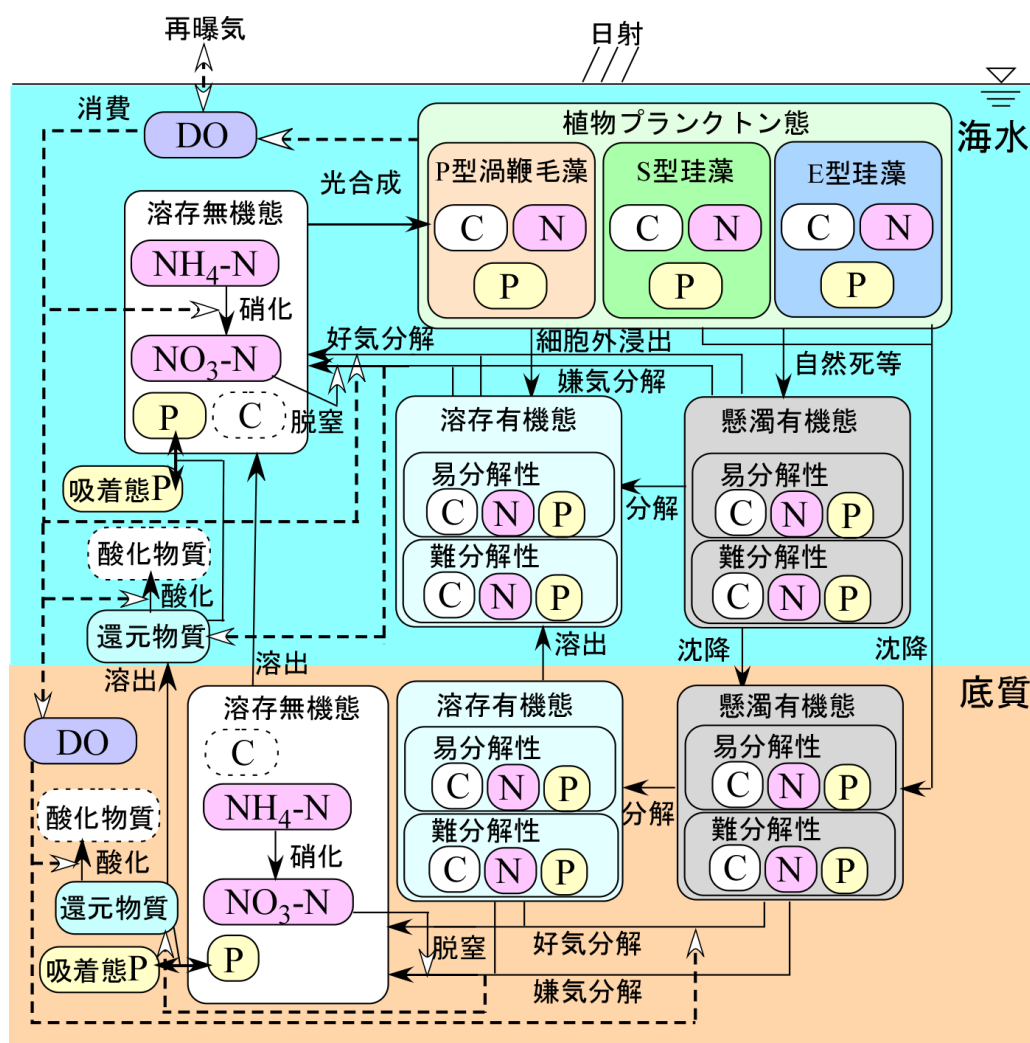 再曝気
日射
消費
DO
海水
植物プランクトン態
P型渦鞭毛藻
C
N
P
S型珪藻
C
N
P
E型珪藻
C
N
P
光合成
溶存無機態
NH4-N
硝化
NO3-N
P
C
脱窒
好気分解
細胞外浸出
嫌気分解
自然死等
吸着態P
溶存有機態
易分解性
C
N
P
難分解性
C
N
P
分解
懸濁有機態
易分解性
C
N
P
難分解性
C
N
P
酸化物質
酸化
還元物質
溶出
溶出
溶出
沈降
沈降
底質
DO
溶存無機態
C
NH4-N
硝化
NO3-N
P
溶存有機態
易分解性
C
N
P
難分解性
C
N
P
分解
懸濁有機態
易分解性
C
N
P
難分解性
C
N
P
酸化物質
酸化
還元物質
吸着態P
脱窒
好気分解
嫌気分解